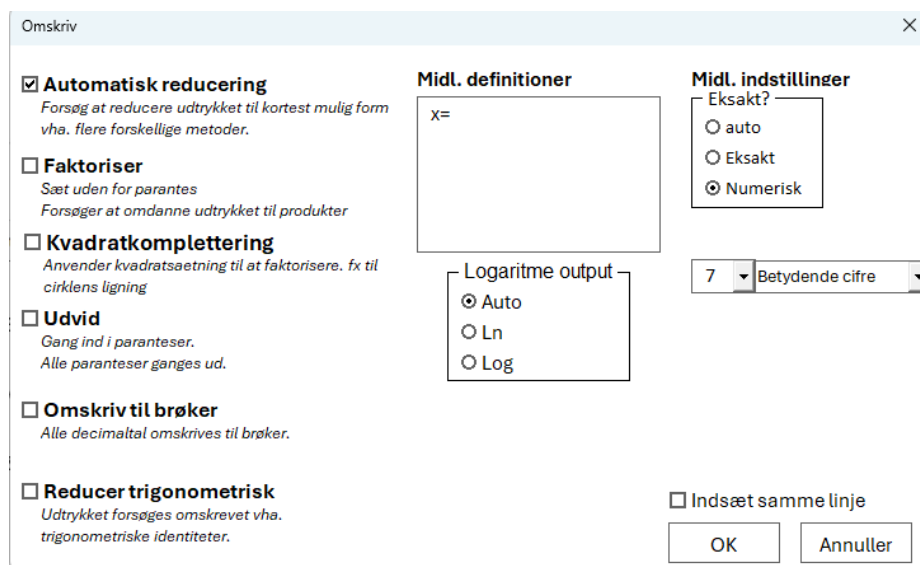 Omskriv
Automatisk reducering
Forsøg at reducere udtrykket til kortest mulig form
vha. flere forskellige metoder.
Faktoriser
Sæt uden for parantes
Forsøger at omdanne udtrykket til produkter
Kvadratkomplettering
Anvender kvadratsaetning til at faktorisere. fx til
cirklens ligning
Udvid
Gang ind i paranteser.
Alle paranteser ganges ud.
Omskriv til brøker
Alle decimaltal omskrives til brøker.
Reducer trigonometrisk
Udtrykket forsøges omskrevet vha.
trigonometriske identiteter.
Midl. definitioner
x=
Logaritme output
Auto
Ln
Log
Midl. indstillinger
Eksakt?
auto
Eksakt
Numerisk
7 Betydende cifre
Indsæt samme linje
OK Annuller